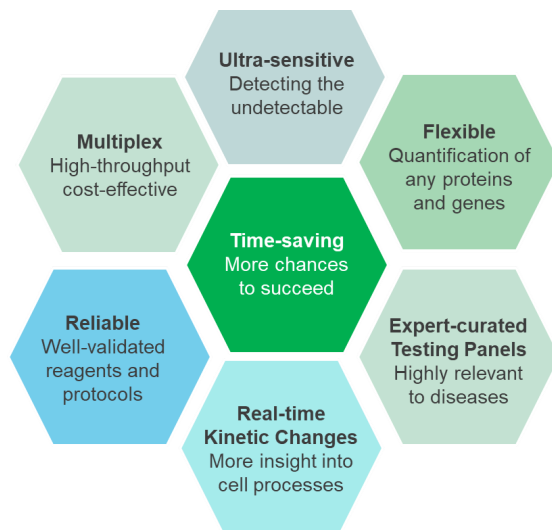 Ultra-sensitive
Detecting the
undetectable
Multiplex
High-throughput
cost-effective
Flexible
Quantification of
any proteins
and genes
Time-saving
More chances
to succeed
Reliable
Well-validated
reagents and
protocols
Expert-curated
Testing Panels
Highly relevant
to diseases
Real-time
Kinetic Changes
More insight into
cell processes